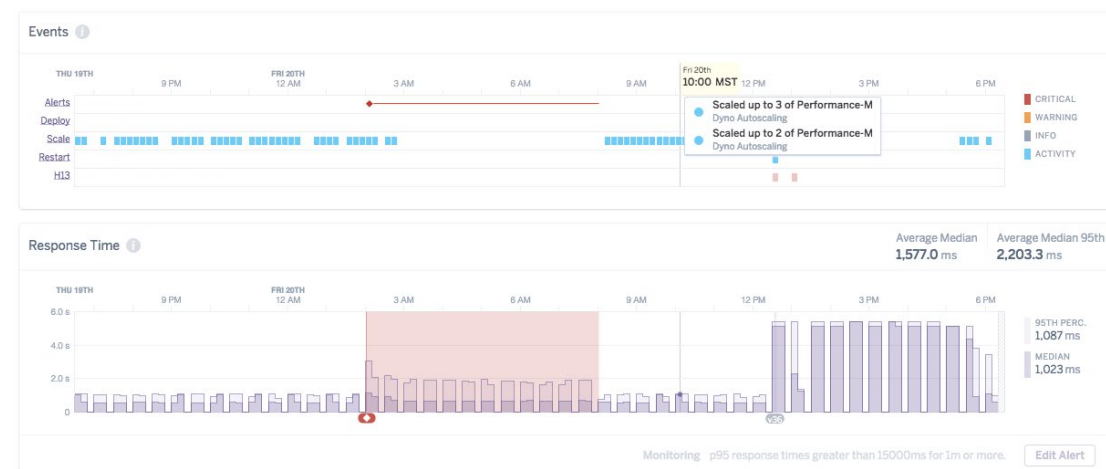 Events
THU 19TH
9 PM
FRI 20TH
12 AM
3 AM
6 AM
9 AM
Fri 20th
10:00 MST
12 PM
3 PM
6 PM
Alerts
Deploy
Scale
Restart
H13
Scaled up to 3 of Performance-M
Dyno Autoscaling
Scaled up to 2 of Performance-M
Dyno Autoscaling
CRITICAL
WARNING
INFO
ACTIVITY
Response Time
Average Median
1,577.0 ms
Average Median 95th
2,203.3 ms
THU 19TH
9 PM
FRI 20TH
12 AM
3 AM
6 AM
9 AM
12 PM
3 PM
6 PM
6.0 s
4.0 s
2.0 s
0
v36
95TH PERC.
1,087 ms
MEDIAN
1,023 ms
Monitoring p95 response times greater than 15000ms for 1m or more.
Edit Alert